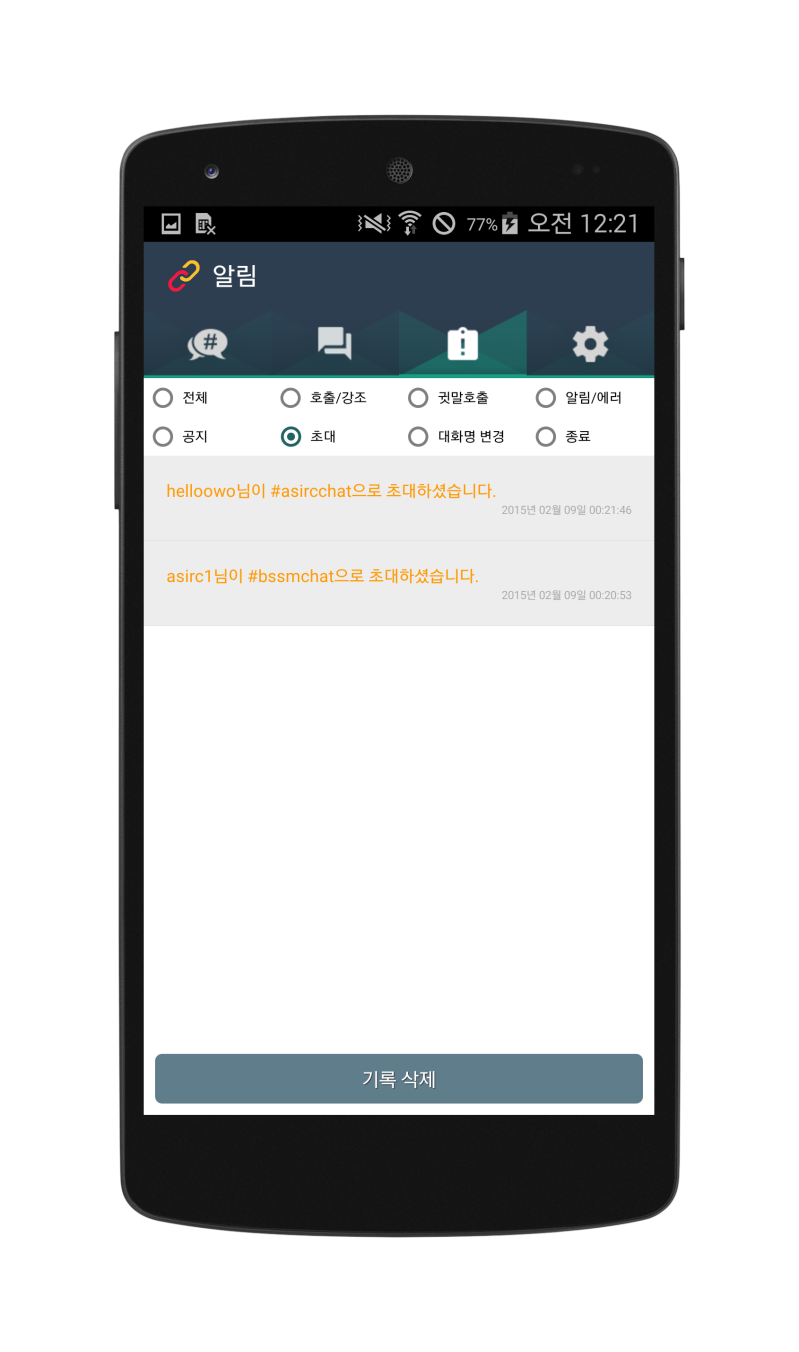 77% 오전 12:21
알림
#
전체 호출/강조 귓말호출 알림/에러
공지 초대 대화명 변경 종료
helloowo님이 #asircchat으로 초대하셨습니다.
2015년 02월 09일 00:21:46
asirc1님이 #bssmchat으로 초대하셨습니다.
2015년 02월 09일 00:20:53
기록 삭제